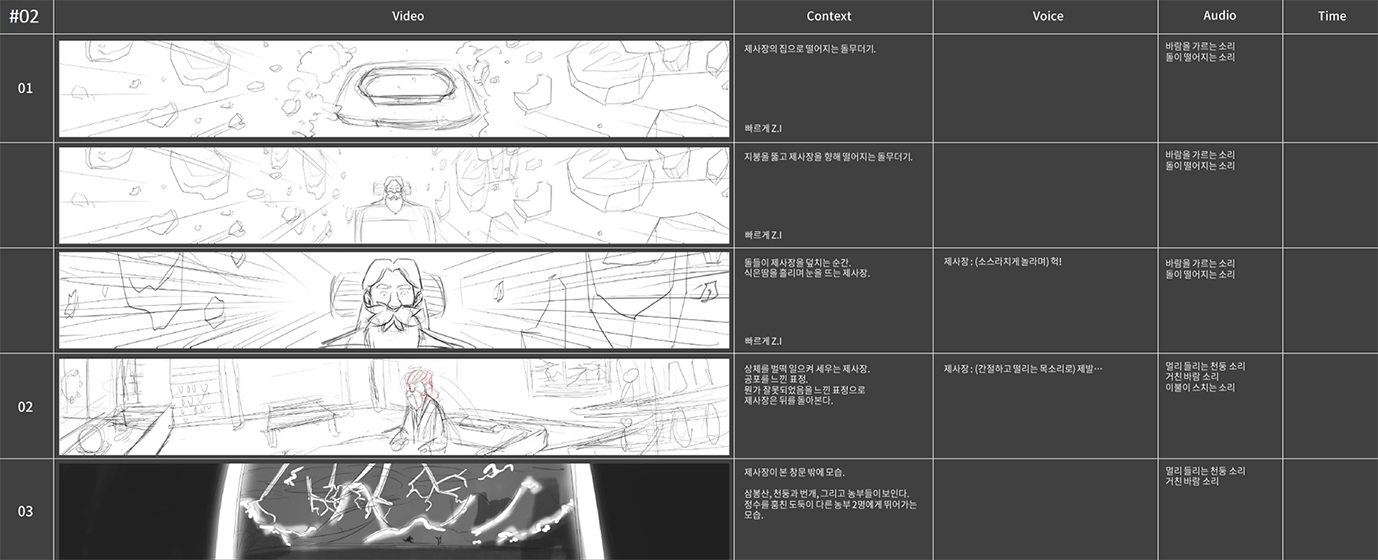 #02
Video
Context
Voice
Audio
Time
01
제사장의 집으로 떨어지는 돌무더기.
빠르게 Z.I
바람을 가르는 소리
돌이 떨어지는 소리
지붕을 뚫고 제사장을 향해 떨어지는 돌무더기.
빠르게 Z.I
바람을 가르는 소리
돌이 떨어지는 소리
돌들이 제사장을 덮치는 순간.
식은땀을 흘리며 눈을 뜨는 제사장.
빠르게 Z.I
제사장 : (소스라치게 놀라며) 헉!
바람을 가르는 소리
돌이 떨어지는 소리
02
상체를 벌떡 일으켜 세우는 제사장.
공포를 느낀 표정.
뭔가 잘못되었음을 느낀 표정으로
제사장은 뒤를 돌아본다.
제사장 : (간절하고 떨리는 목소리로) 제발…
멀리 들리는 천둥 소리
거친 바람 소리
이불이 스치는 소리
03
제사장이 본 창문 밖에 모습.
삼봉산, 천둥과 번개, 그리고 농부들이 보인다.
정수를 훔친 도둑이 다른 농부 2명에게 뛰어가는
모습.
멀리 들리는 천둥 소리
거친 바람 소리